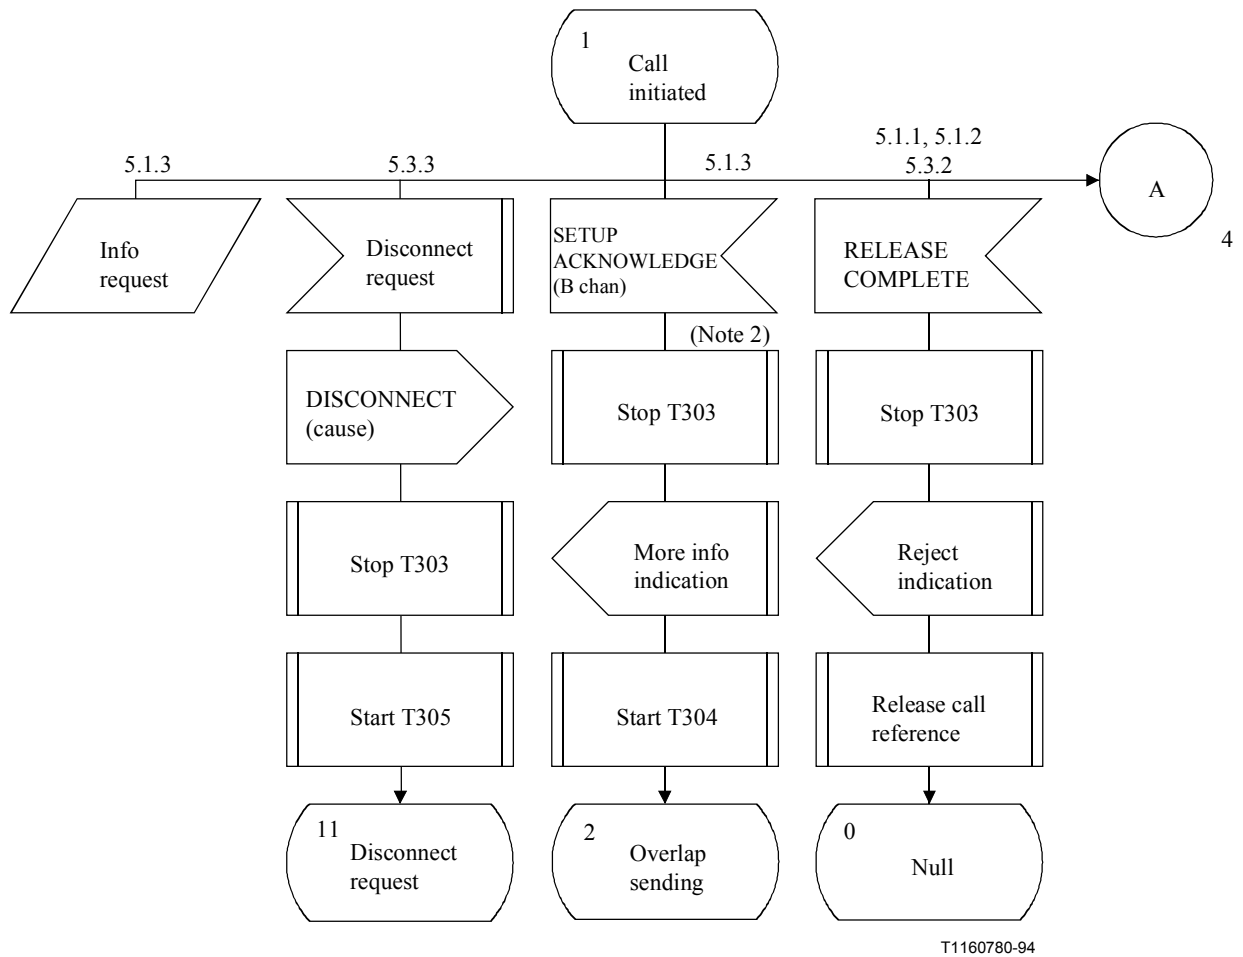 1
Call
initiated
5.1.3
5.3.3
5.1.3
5.1.1, 5.1.2
5.3.2
A
4
Info
request
Disconnect
request
SETUP
ACKNOWLEDGE
(B chan)
RELEASE
COMPLETE
(Note 2)
DISCONNECT
(cause)
Stop T303
Stop T303
Stop T303
More info
indication
Reject
indication
Start T305
Start T304
Release call
reference
11
Disconnect
request
2
Overlap
sending
0
Null
T1160780-94